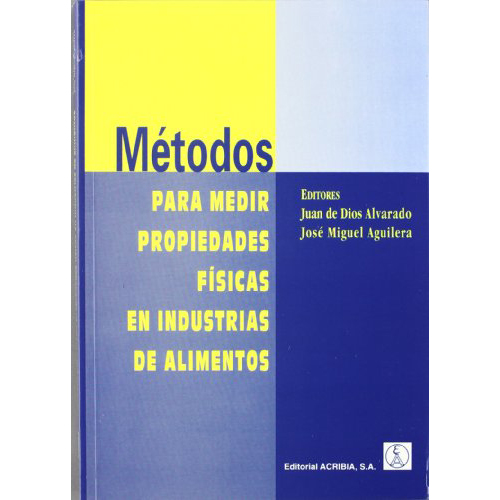 Métodos
PARA MEDIR
PROPIEDADES
FÍSICAS
EN INDUSTRIAS
DE ALIMENTOS
EDITORES
Juan de Dios Alvarado
José Miguel Aguilera
Editorial ACRIBIA, S.A.